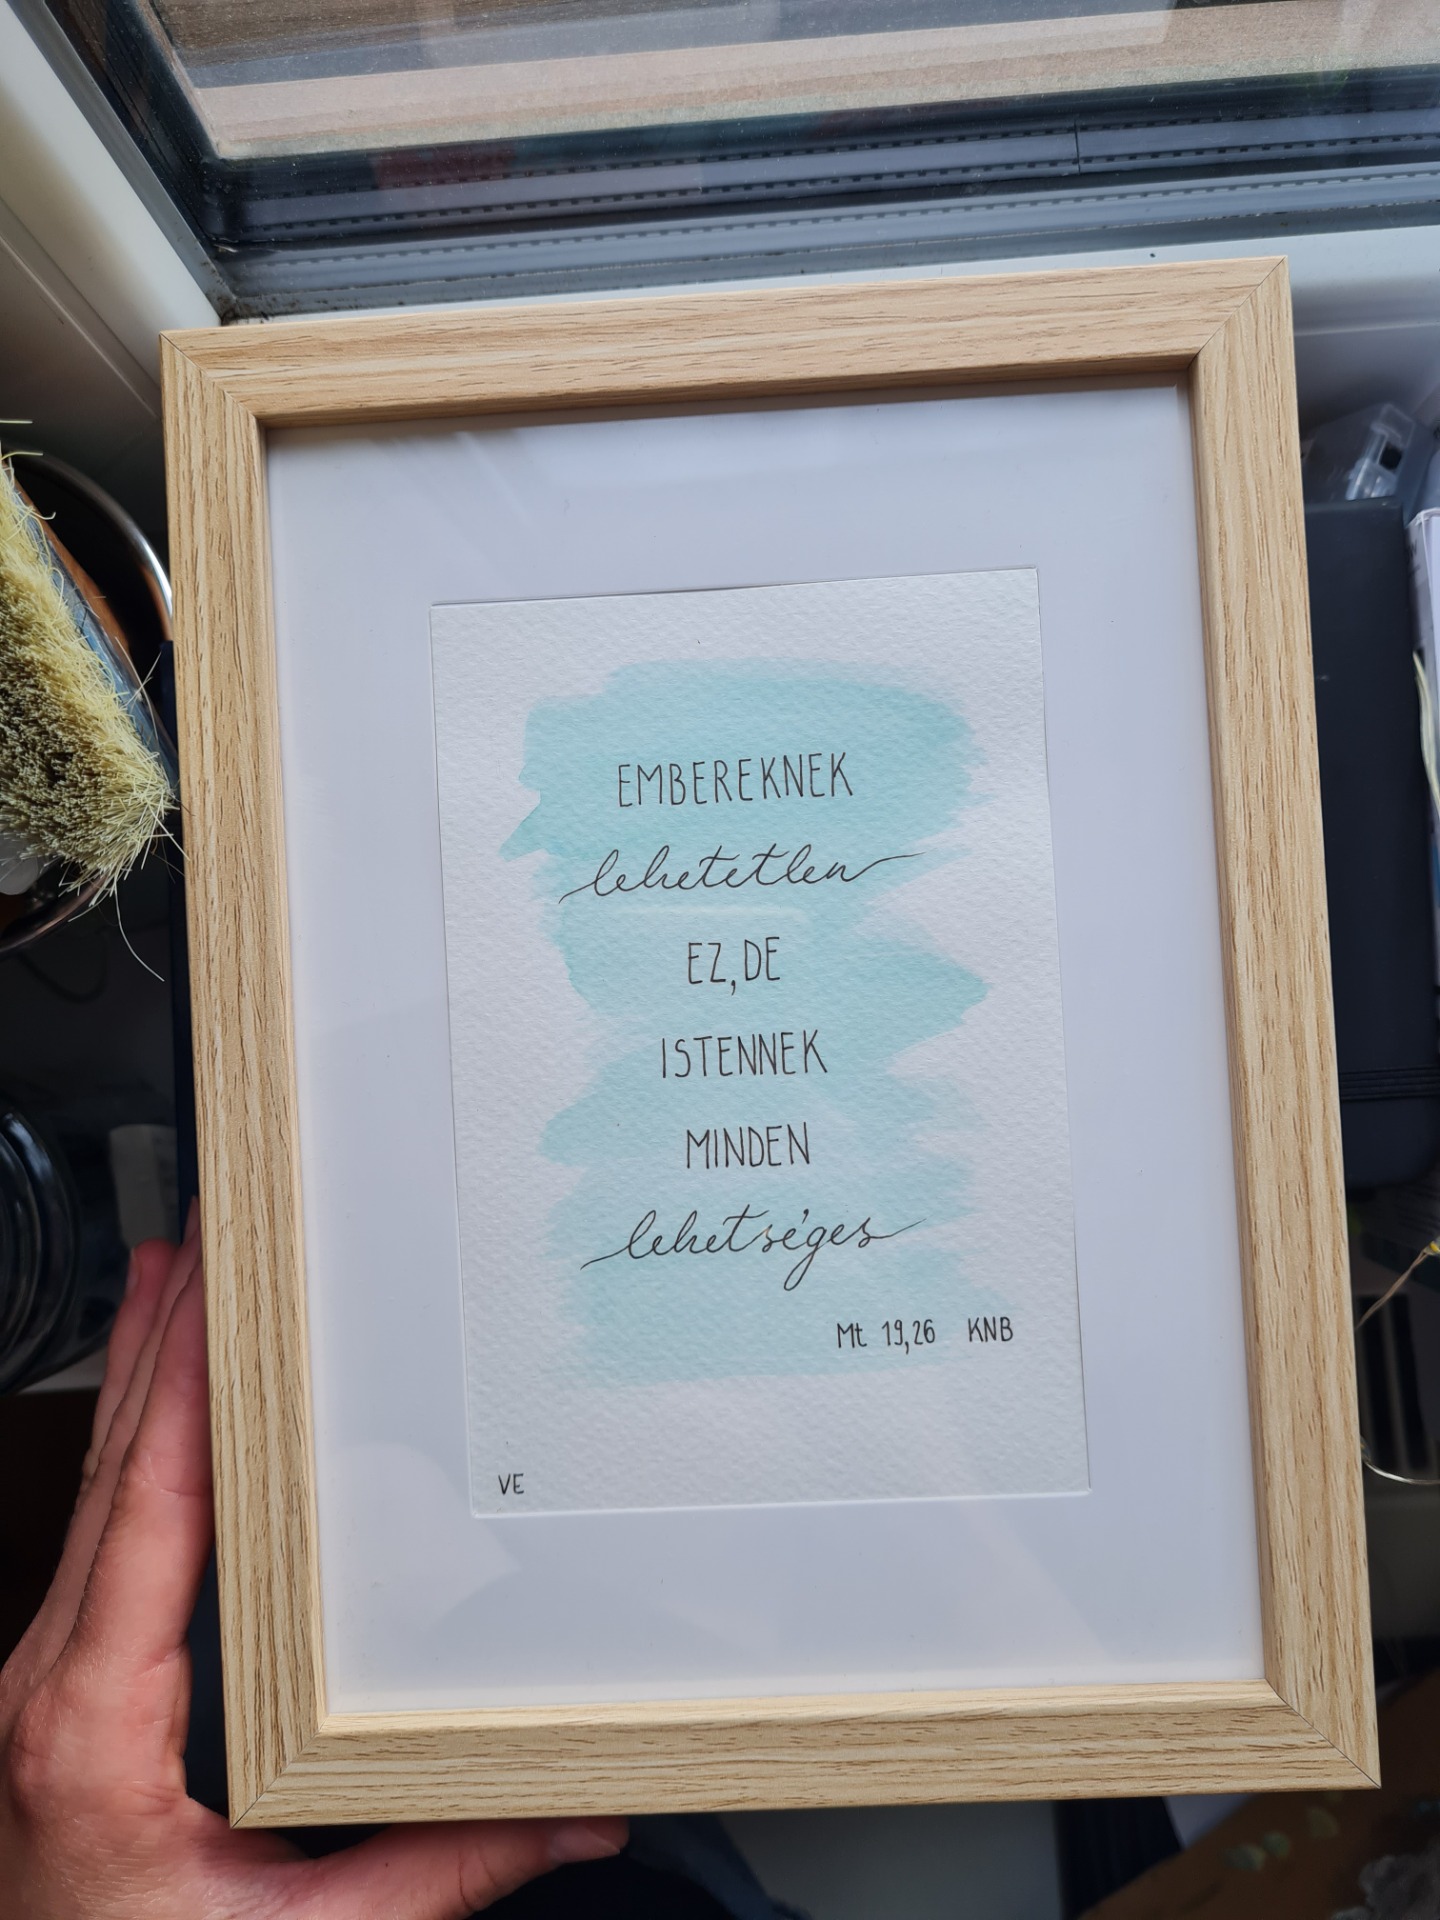 EMBEREKNEK
lehetetlen
EZ, DE
ISTENNEK
MINDEN
lehetséges
Mt 19,26 KNB
VE